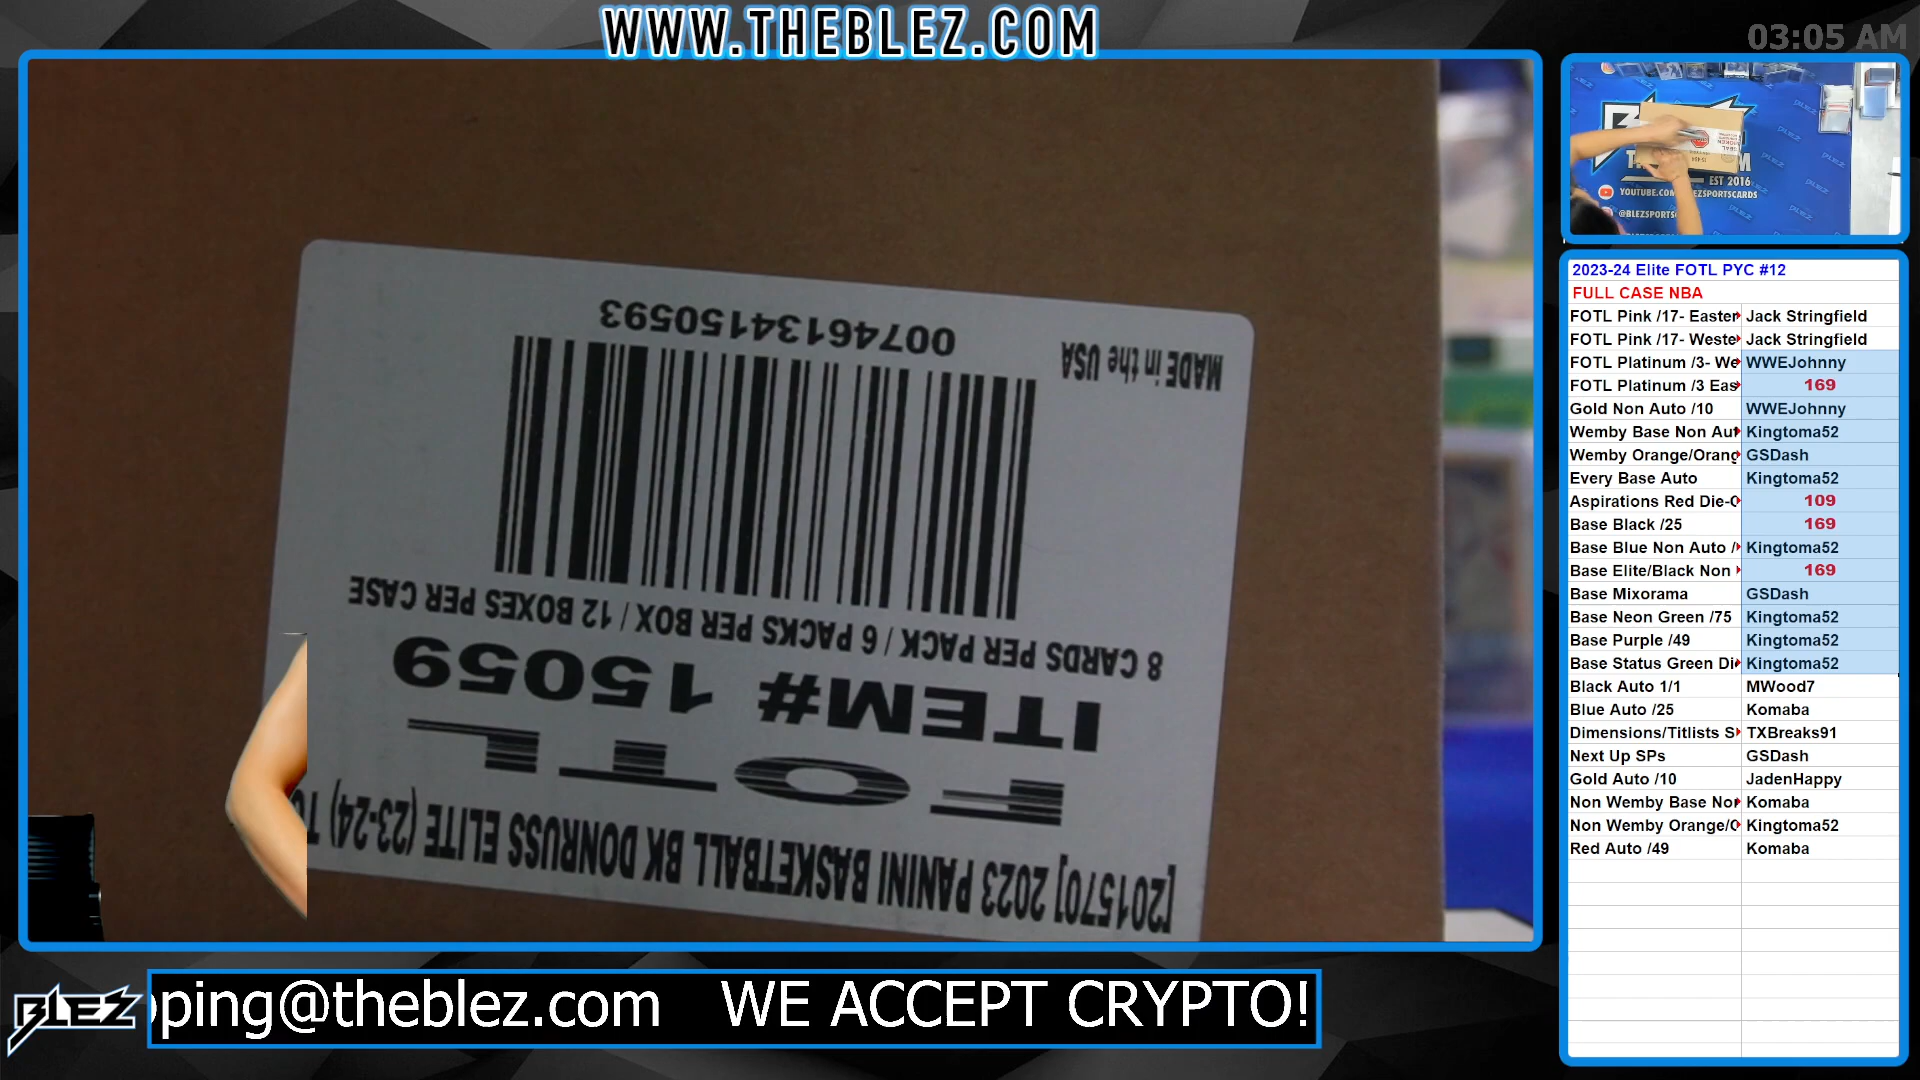 WWW.THEBLEZ.COM
03:05 AM
00746134150593
MADE in the USA
8 CARDS PER PACK / 6 PACKS PER BOX / 12 BOXES PER CASE
ITEM# 15059
FOTL
[201570] 2023 PANINI BASKETBALL BK DONRUSS ELITE (23-24)
EST 2016
YOUTUBE.COM
EZSPORTSCARDS
@BLEZSPORTS
2023-24 Elite FOTL PYC #12
FULL CASE NBA
FOTL Pink /17- Easter Jack Stringfield
FOTL Pink /17- Weste Jack Stringfield
FOTL Platinum /3- We WWEJohnny
FOTL Platinum /3 Eas 169
Gold Non Auto /10 WWEJohnny
Wemby Base Non Aut Kingtoma52
Wemby Orange/Orang GSDash
Every Base Auto Kingtoma52
Aspirations Red Die-C 109
Base Black /25 169
Base Blue Non Auto / Kingtoma52
Base Elite/Black Non 169
Base Mixorama GSDash
Base Neon Green /75 Kingtoma52
Base Purple /49 Kingtoma52
Base Status Green Di Kingtoma52
Black Auto 1/1 MWood7
Blue Auto /25 Komaba
Dimensions/Titlists S TXBreaks91
Next Up SPs GSDash
Gold Auto /10 JadenHappy
Non Wemby Base Nor Komaba
Non Wemby Orange/O Kingtoma52
Red Auto /49 Komaba
BLEZ
pping@theblez.com WE ACCEPT CRYPTO!